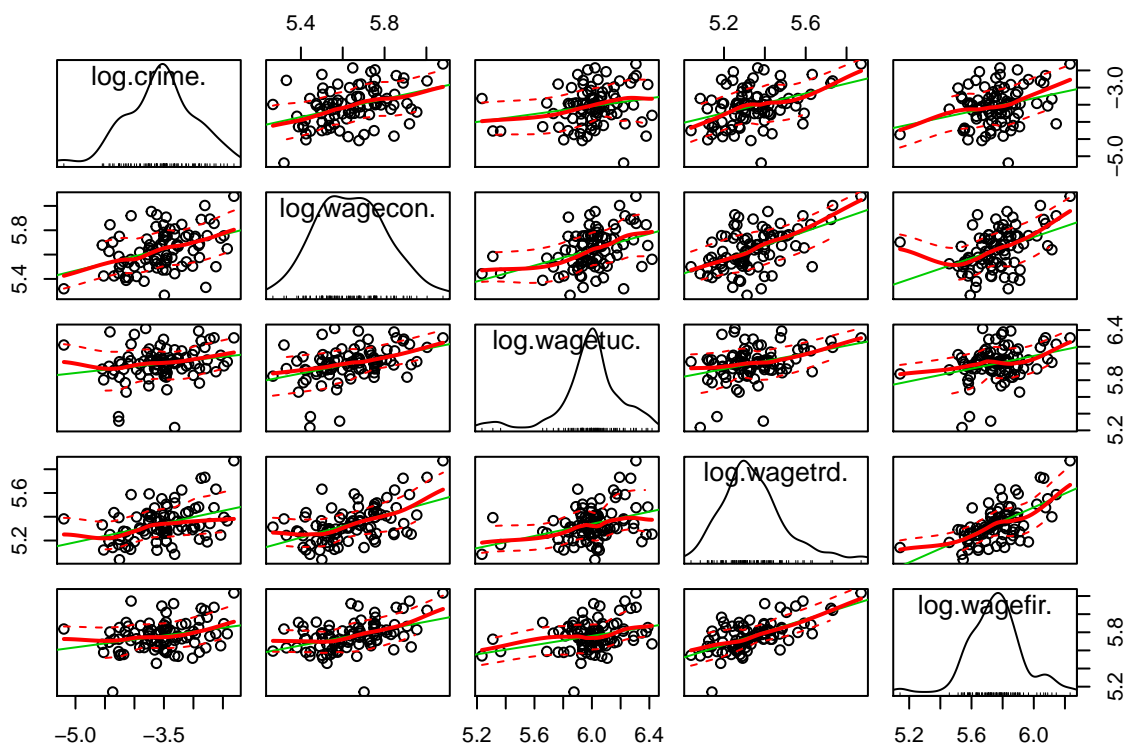 5.4 5.8 5.2 5.6
log.crime.
−5.0 −3.0
5.4 5.8
log.wagecon.
log.wagetuc.
5.2 5.8 6.4
5.2 5.6
log.wagetrd.
log.wagefir.
5.2 5.8
−5.0 −3.5 5.2 5.6 6.0 6.4 5.2 5.6 6.0